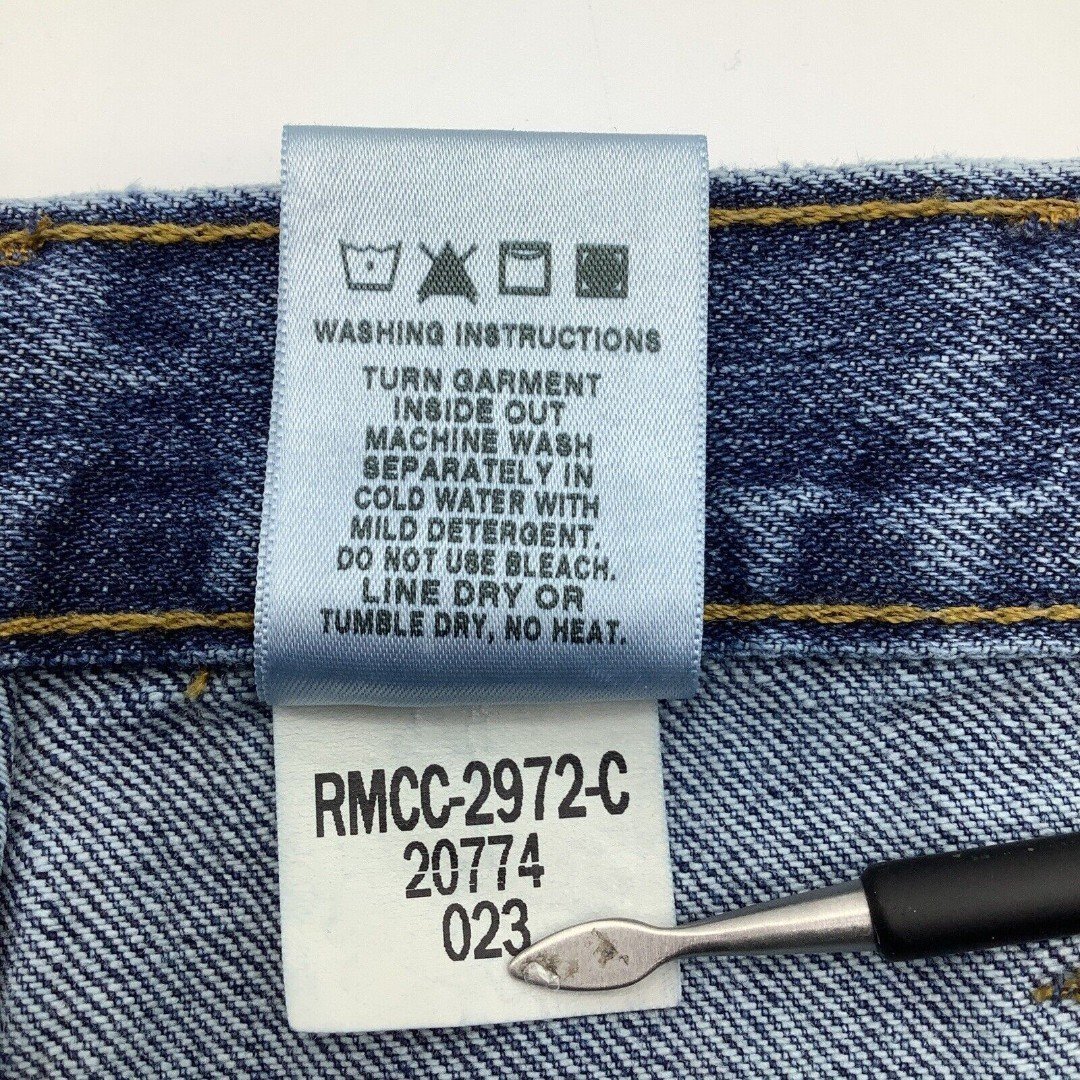 WASHING INSTRUCTIONS
TURN GARMENT
INSIDE OUT
MACHINE WASH
SEPARATELY IN
COLD WATER WITH
MILD DETERGENT.
DO NOT USE BLEACH.
LINE DRY OR
TUMBLE DRY, NO HEAT.
RMCC-2972-C
20774
023